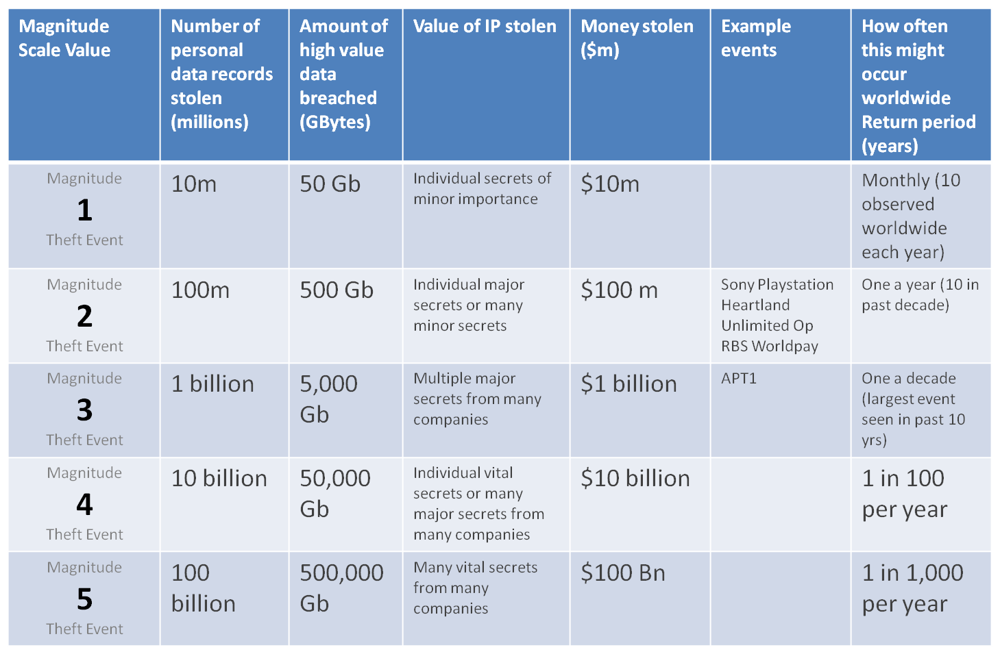 Magnitude
Scale Value
Number of
personal
data records
stolen
(millions)
Amount of
high value
data
breached
(GBytes)
Value of IP stolen
Money stolen
($m)
Example
events
How often
this might
occur
worldwide
Return period
(years)
Magnitude
1
Theft Event
10m
50 Gb
Individual secrets of
minor importance
$10m
Monthly (10
observed
worldwide
each year)
Magnitude
2
Theft Event
100m
500 Gb
Individual major
secrets or many
minor secrets
$100 m
Sony Playstation
Heartland
Unlimited Op
RBS Worldpay
One a year (10 in
past decade)
Magnitude
3
Theft Event
1 billion
5,000
Gb
Multiple major
secrets from many
companies
$1 billion
APT1
One a decade
(largest event
seen in past 10
yrs)
Magnitude
4
Theft Event
10 billion
50,000
Gb
Individual vital
secrets or many
major secrets from
many companies
$10 billion
1 in 100
per year
Magnitude
5
Theft Event
100
billion
500,000
Gb
Many vital secrets
from many
companies
$100 Bn
1 in 1,000
per year